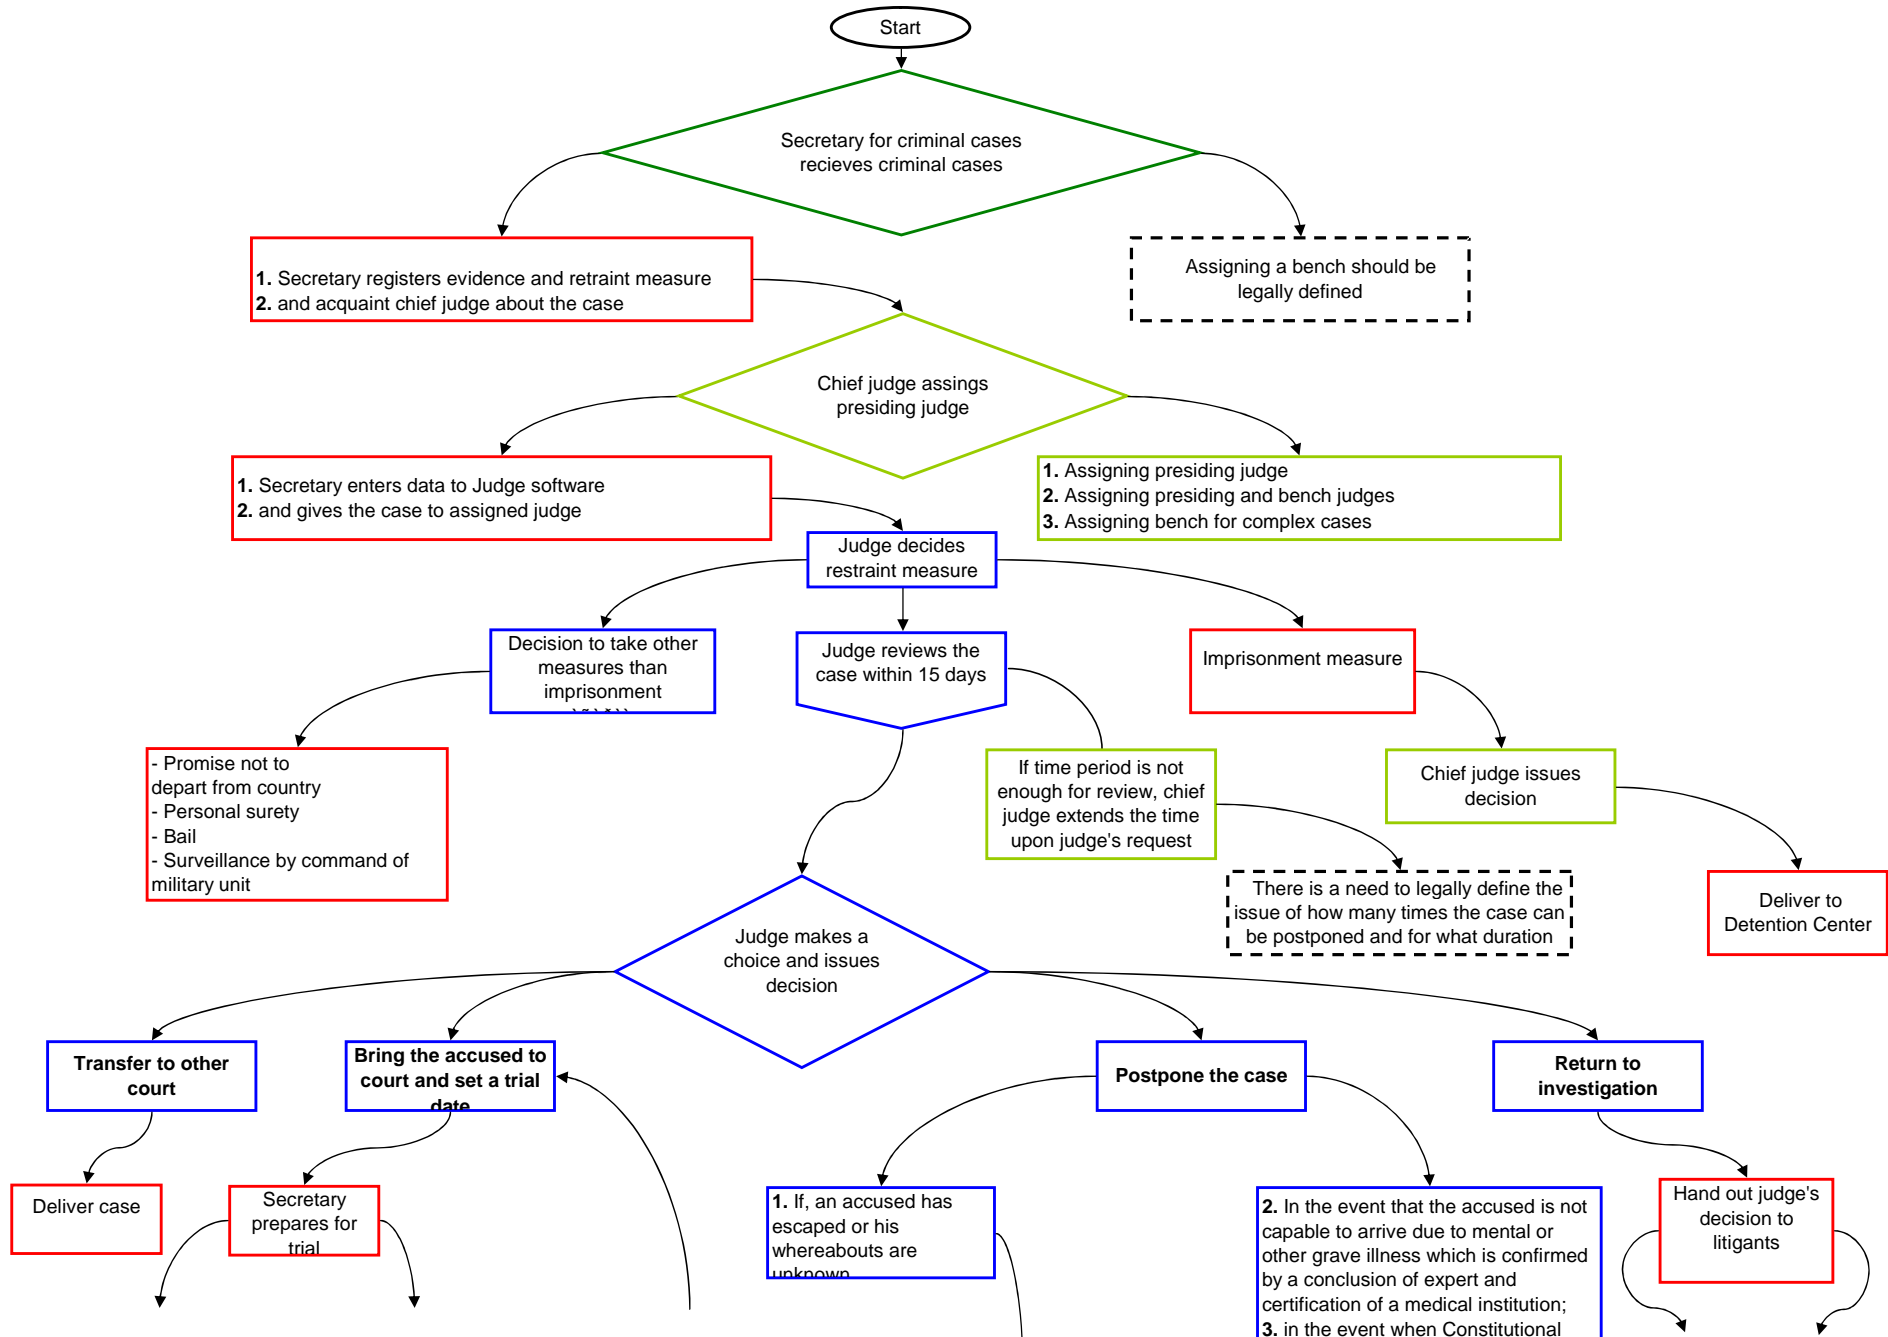 Start
Secretary for criminal cases
recieves criminal cases
1. Secretary registers evidence and retraint measure
2. and acquaint chief judge about the case
Assigning a bench should be
legally defined
Chief judge assings
presiding judge
1. Secretary enters data to Judge software
2. and gives the case to assigned judge
1. Assigning presiding judge
2. Assigning presiding and bench judges
3. Assigning bench for complex cases
Judge decides
restraint measure
Decision to take other
measures than
imprisonment
Judge reviews the
case within 15 days
Imprisonment measure
- Promise not to
depart from country
- Personal surety
- Bail
- Surveillance by command of
military unit
If time period is not
enough for review, chief
judge extends the time
upon judge's request
Chief judge issues
decision
There is a need to legally define the
issue of how many times the case can
be postponed and for what duration
Deliver to
Detention Center
Judge makes a
choice and issues
decision
Transfer to other
court
Bring the accused to
court and set a trial
date
Postpone the case
Return to
investigation
Deliver case
Secretary
prepares for
trial
1. If, an accused has
escaped or his
whereabouts are
unknown
2. In the event that the accused is not
capable to arrive due to mental or
other grave illness which is confirmed
by a conclusion of expert and
certification of a medical institution;
3. in the event when Constitutional
Hand out judge's
decision to
litigants